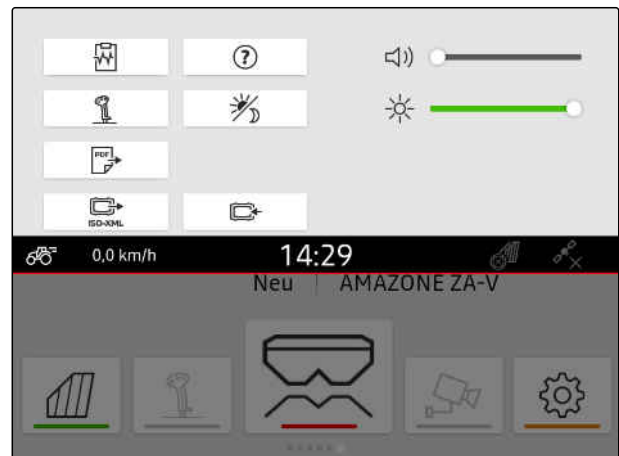 PDF
ISO-XML
0,0 km/h
14:29
Neu
AMAZONE ZA-V